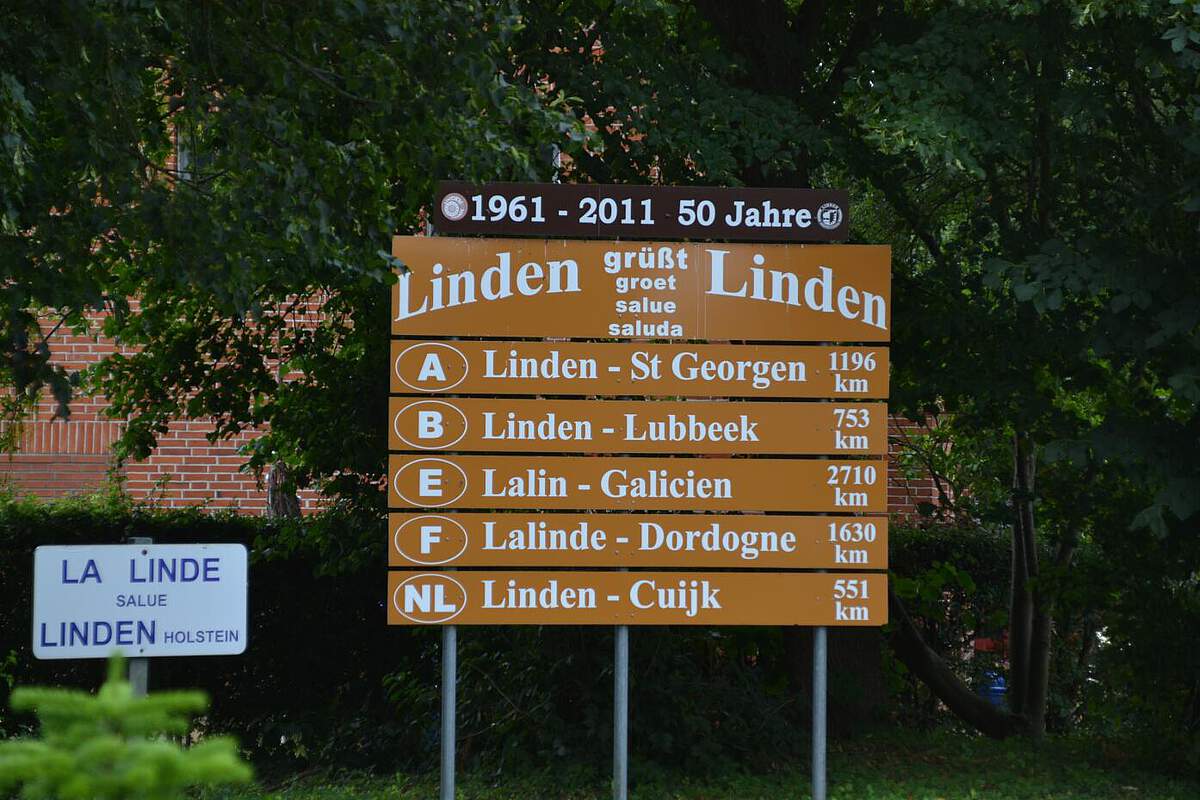 1961 - 2011 50 Jahre
Linden grüßt Linden
groet
salue
saluda
A Linden - St Georgen 1196 km
B Linden - Lubbeek 753 km
E Lalin - Galicien 2710 km
F Lalinde - Dordogne 1630 km
NL Linden - Cuijk 551 km
LA LINDE
SALUE
LINDEN HOLSTEIN